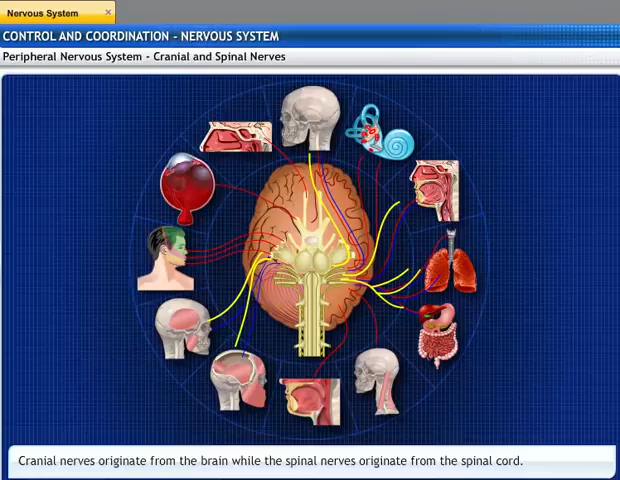 Nervous System
CONTROL AND COORDINATION - NERVOUS SYSTEM
Peripheral Nervous System - Cranial and Spinal Nerves
Cranial nerves originate from the brain while the spinal nerves originate from the spinal cord.